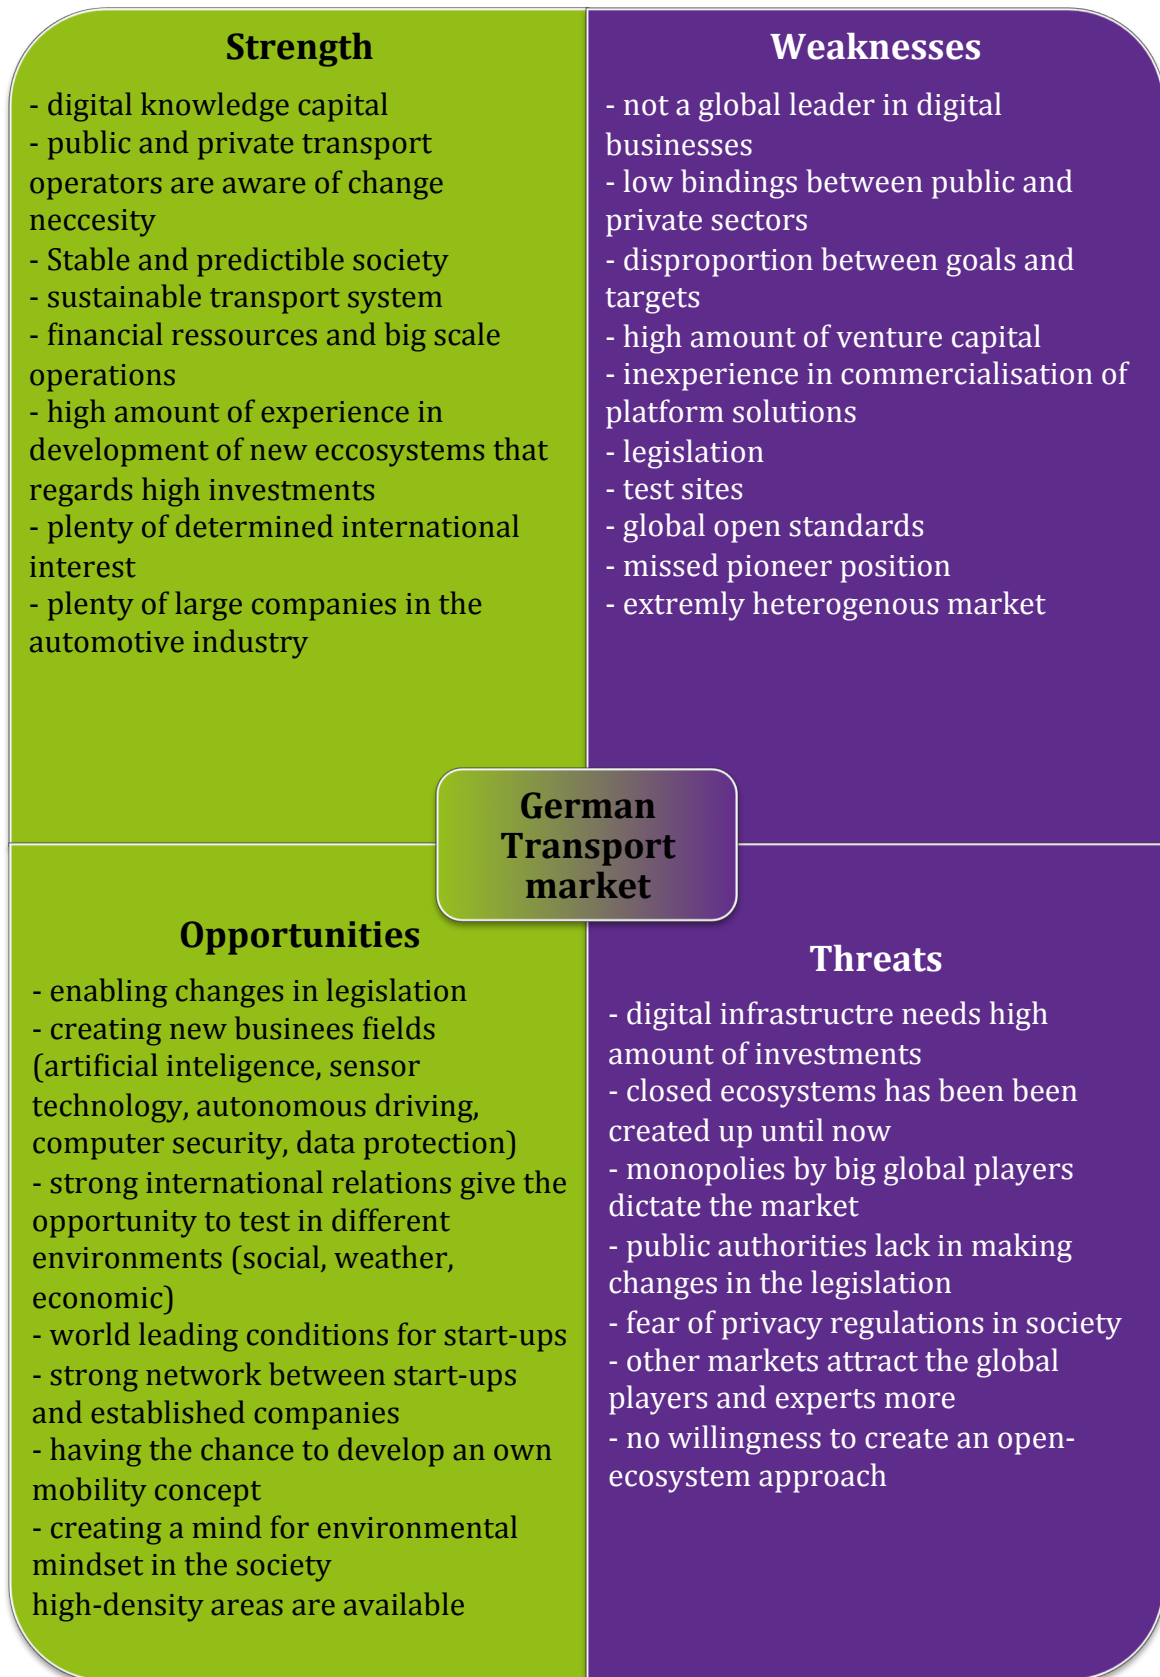 Strength
- digital knowledge capital
- public and private transport
operators are aware of change
neccesity
- Stable and predictible society
- sustainable transport system
- financial ressources and big scale
operations
- high amount of experience in
development of new eccosystems that
regards high investments
- plenty of determined international
interest
- plenty of large companies in the
automotive industry
Weaknesses
- not a global leader in digital
businesses
- low bindings between public and
private sectors
- disproportion between goals and
targets
- high amount of venture capital
- inexperience in commercialisation of
platform solutions
- legislation
- test sites
- global open standards
- missed pioneer position
- extremly heterogenous market
German
Transport
market
Opportunities
- enabling changes in legislation
- creating new businees fields
(artificial inteligence, sensor
technology, autonomous driving,
computer security, data protection)
- strong international relations give the
opportunity to test in different
environments (social, weather,
economic)
- world leading conditions for start-ups
- strong network between start-ups
and established companies
- having the chance to develop an own
mobility concept
- creating a mind for environmental
mindset in the society
high-density areas are available
Threats
- digital infrastructre needs high
amount of investments
- closed ecosystems has been been
created up until now
- monopolies by big global players
dictate the market
- public authorities lack in making
changes in the legislation
- fear of privacy regulations in society
- other markets attract the global
players and experts more
- no willingness to create an open-
ecosystem approach